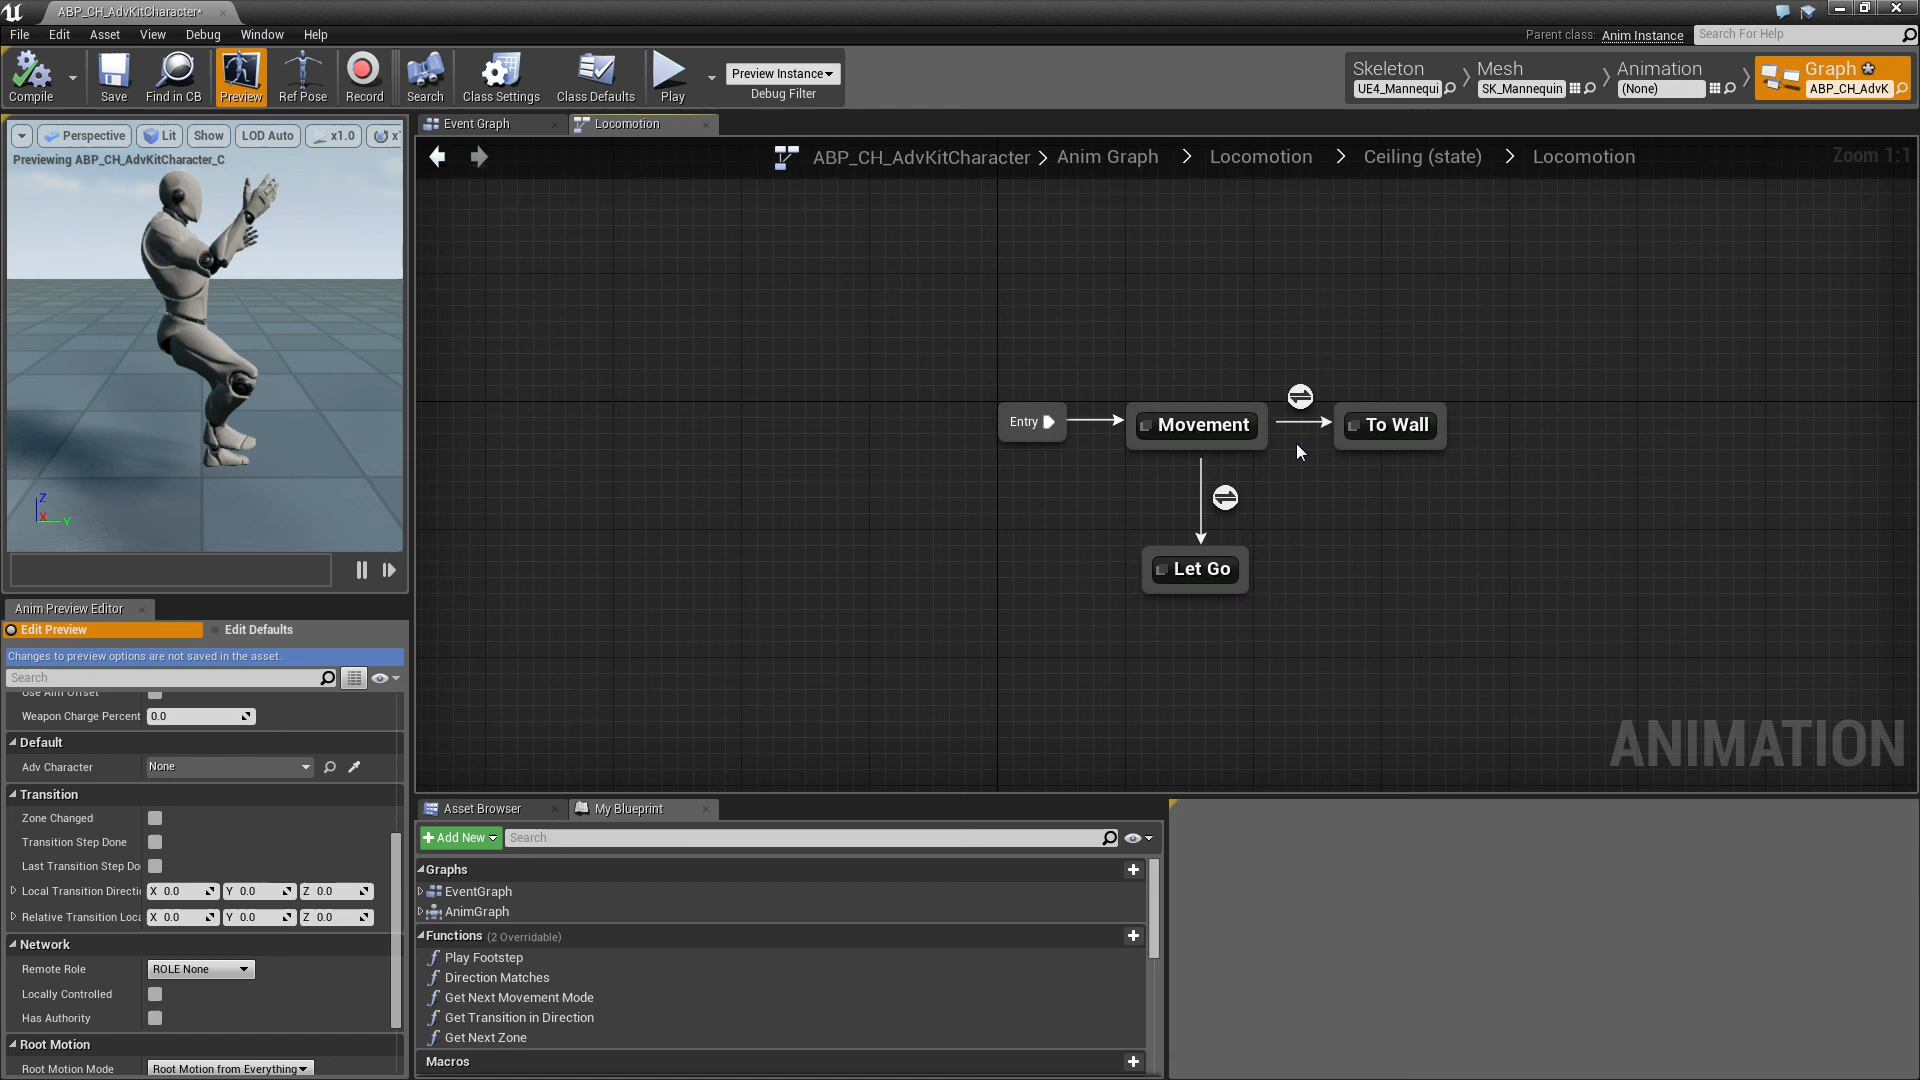 ABP_CH_AdvKitCharacter*
File Edit Asset View Debug Window Help
Parent class: Anim Instance Search For Help
Compile Save Find in CB Preview Ref Pose Record Search Class Settings Class Defaults Play
Preview Instance
Debug Filter
Skeleton
UE4_Mannequi
Mesh
SK_Mannequin
Animation
(None)
Graph
ABP_CH_AdvK
Perspective Lit Show LOD Auto x1.0
Previewing ABP_CH_AdvKitCharacter_C
Z
X
Y
Event Graph Locomotion
ABP_CH_AdvKitCharacter Anim Graph Locomotion Ceiling (state) Locomotion
Zoom 1:1
Entry Movement To Wall
Let Go
ANIMATION
Anim Preview Editor
Edit Preview Edit Defaults
Changes to preview options are not saved in the asset.
Search
Use Aim Offset
Weapon Charge Percent 0.0
Default
Adv Character None
Transition
Zone Changed
Transition Step Done
Last Transition Step Do
Local Transition Directi X 0.0 Y 0.0 Z 0.0
Relative Transition Loca X 0.0 Y 0.0 Z 0.0
Network
Remote Role ROLE None
Locally Controlled
Has Authority
Root Motion
Root Motion Mode Root Motion from Everything
Asset Browser My Blueprint
Add New Search
Graphs
EventGraph
AnimGraph
Functions (2 Overridable)
Play Footstep
Direction Matches
Get Next Movement Mode
Get Transition in Direction
Get Next Zone
Macros